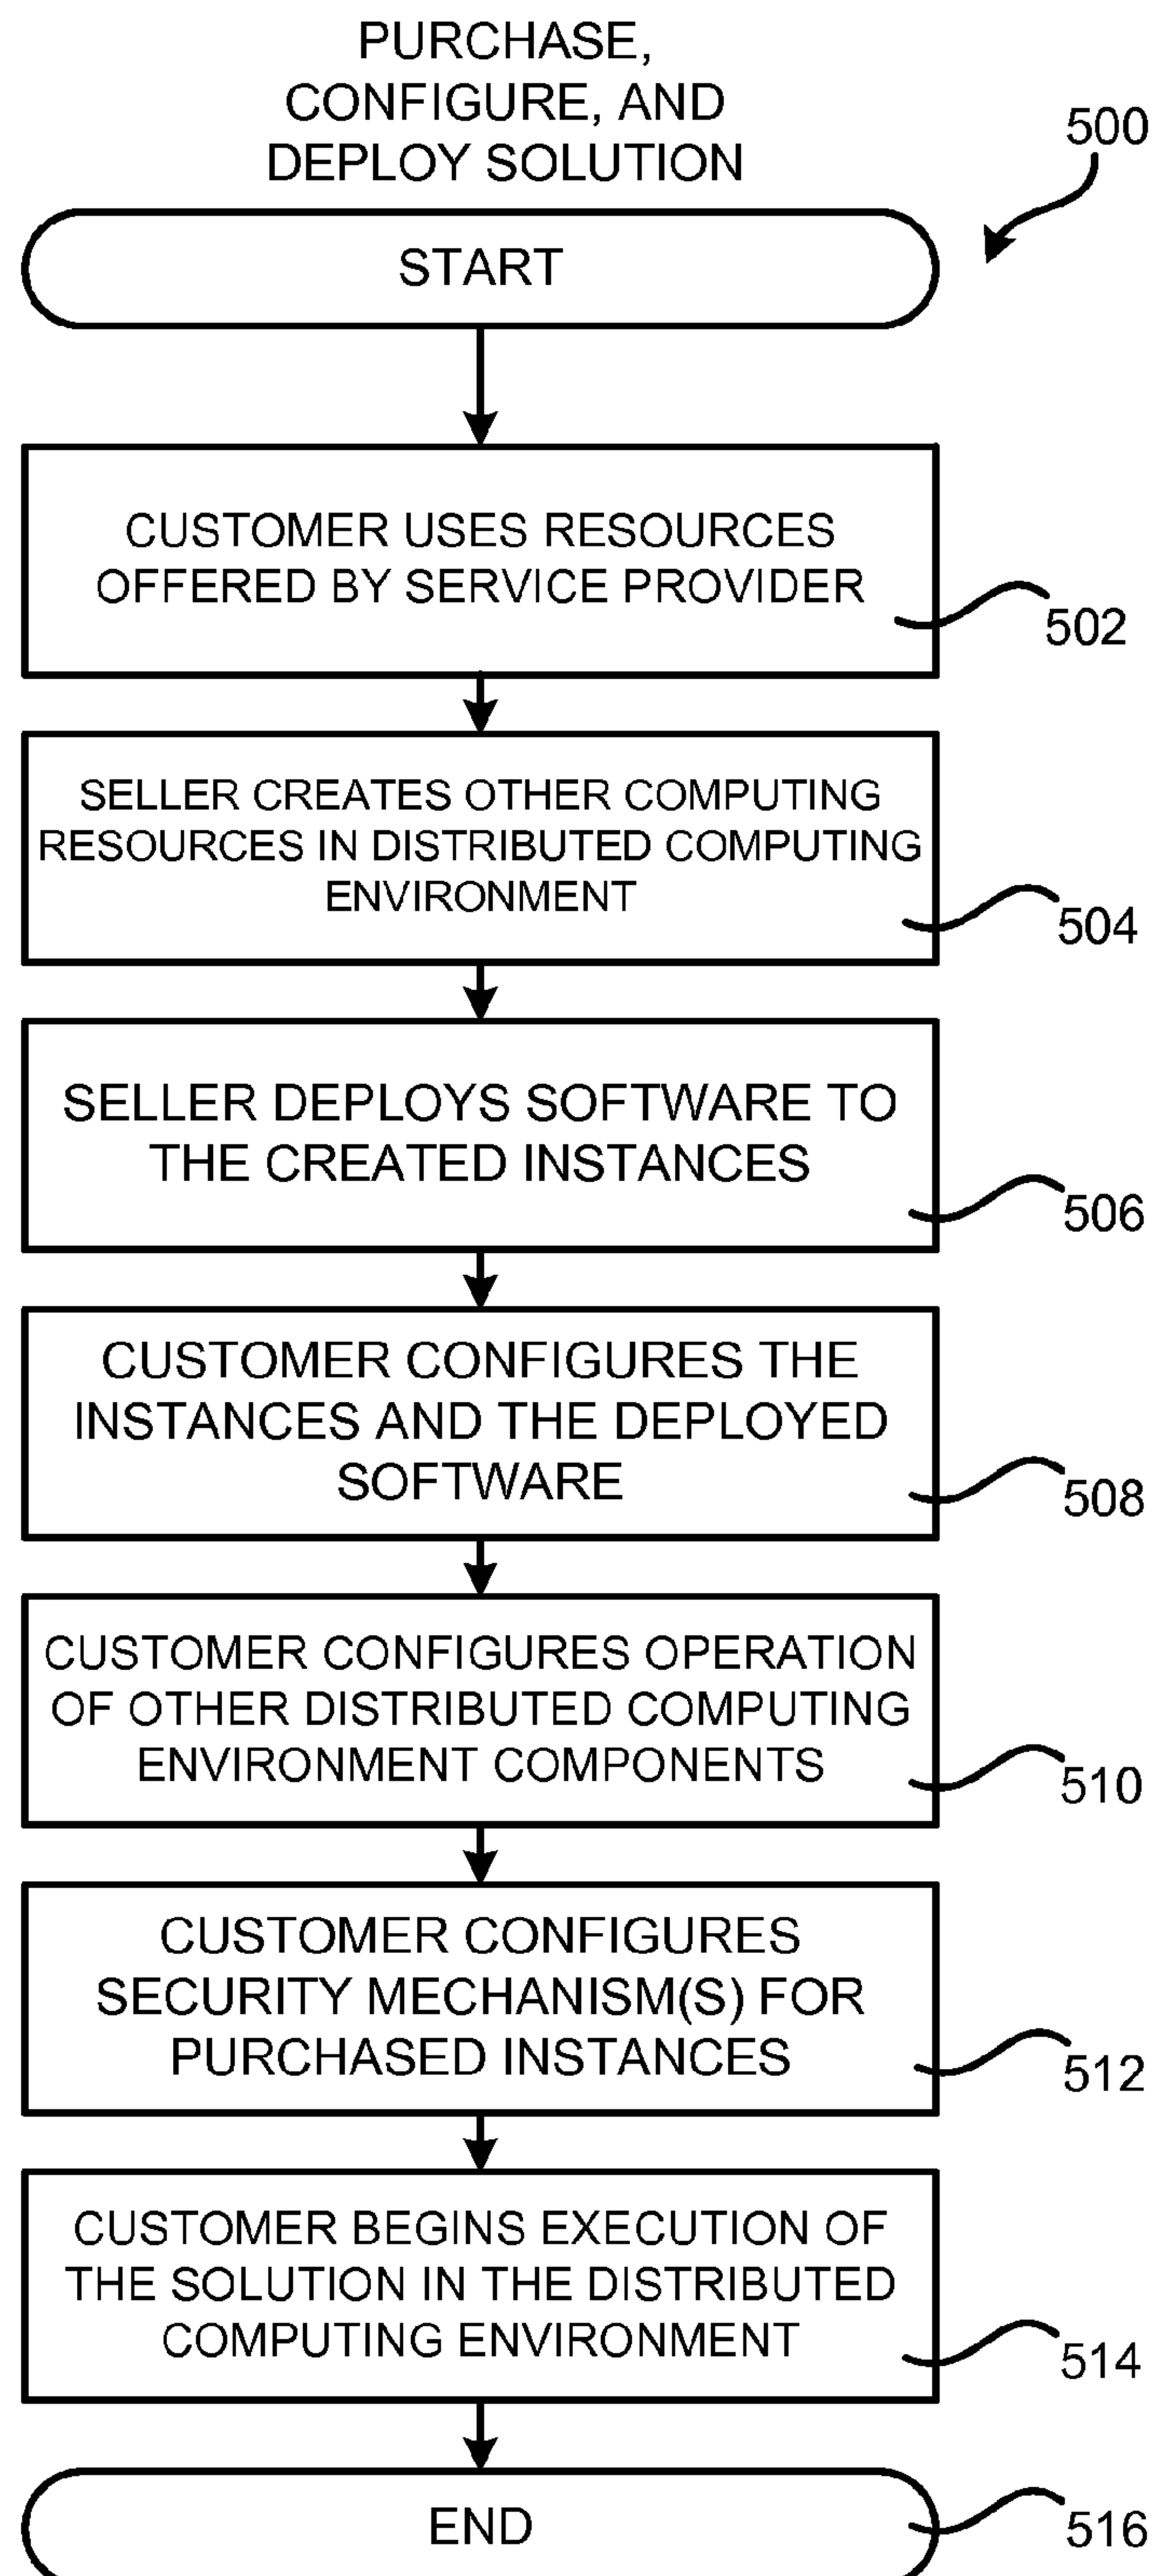 PURCHASE,
CONFIGURE, AND
DEPLOY SOLUTION
500
START
CUSTOMER USES RESOURCES
OFFERED BY SERVICE PROVIDER
502
SELLER CREATES OTHER COMPUTING
RESOURCES IN DISTRIBUTED COMPUTING
ENVIRONMENT
504
SELLER DEPLOYS SOFTWARE TO
THE CREATED INSTANCES
506
CUSTOMER CONFIGURES THE
INSTANCES AND THE DEPLOYED
SOFTWARE
508
CUSTOMER CONFIGURES OPERATION
OF OTHER DISTRIBUTED COMPUTING
ENVIRONMENT COMPONENTS
510
CUSTOMER CONFIGURES
SECURITY MECHANISM(S) FOR
PURCHASED INSTANCES
512
CUSTOMER BEGINS EXECUTION OF
THE SOLUTION IN THE DISTRIBUTED
COMPUTING ENVIRONMENT
514
END
516